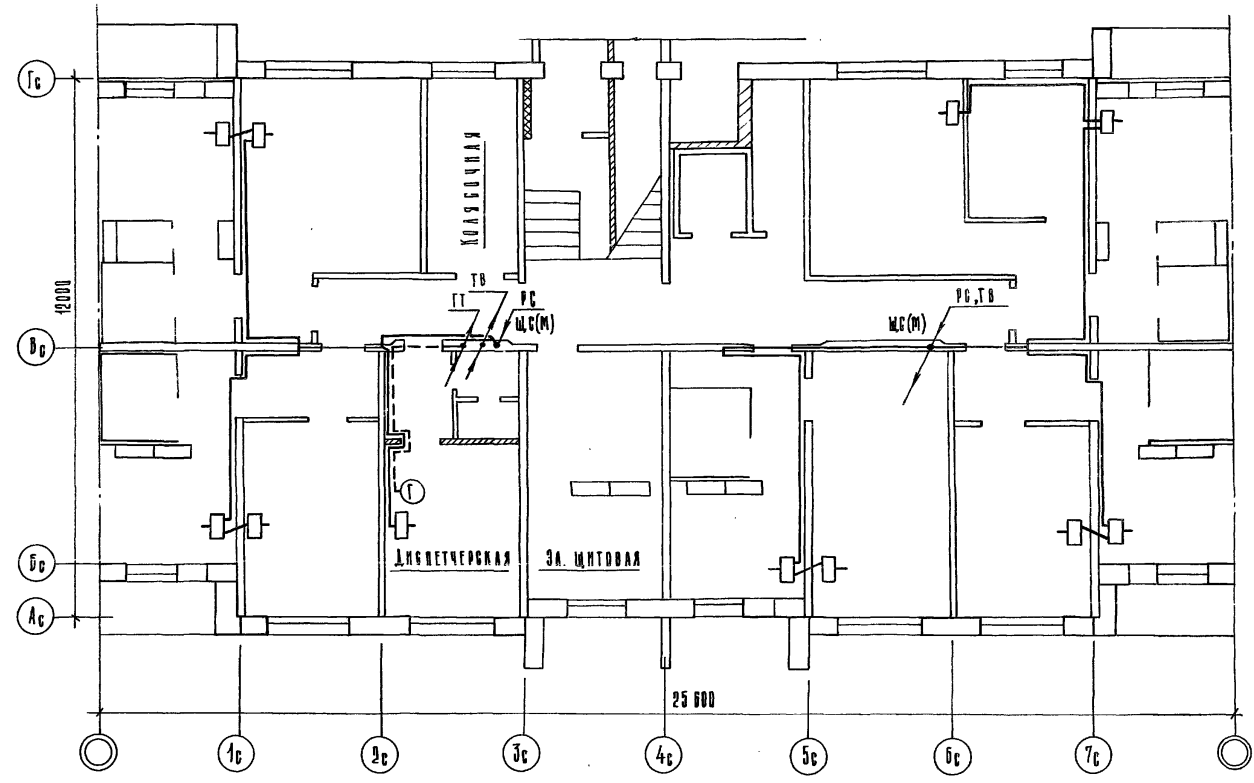 Гс
КОЛЯСОЧНАЯ
ТВ
ГТ
РС
ЩС(М)
РС,ТВ
ЩС(М)
12000
Вс
Г
ДИСПЕТЧЕРСКАЯ
ЭЛ. ЩИТОВАЯ
Бс
Ас
25 600
1с
2с
3с
4с
5с
6с
7с